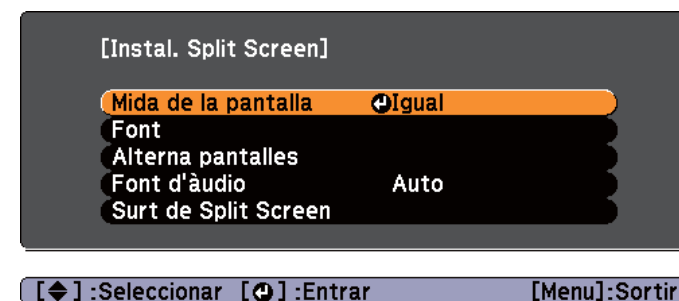 [Instal. Split Screen]
Mida de la pantalla Igual
Font
Alterna pantalles
Font d'àudio Auto
Surt de Split Screen
[] :Seleccionar [] :Entrar [Menu]:Sortir